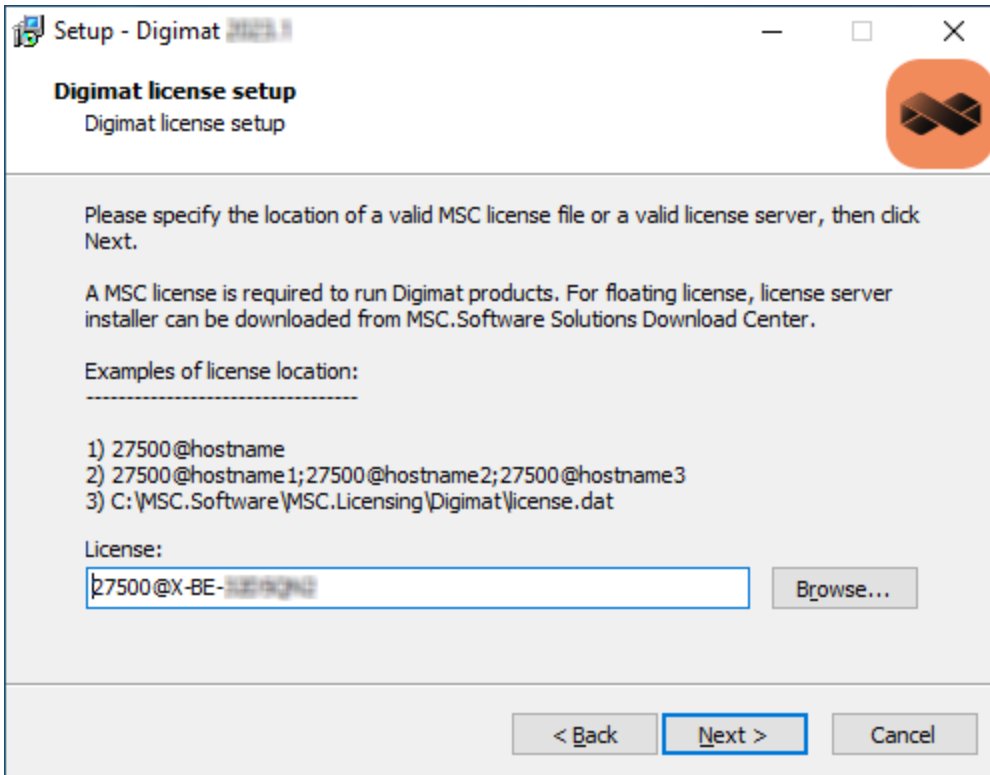 Setup - Digimat
Digimat license setup
Digimat license setup
Please specify the location of a valid MSC license file or a valid license server, then click
Next.
A MSC license is required to run Digimat products. For floating license, license server
installer can be downloaded from MSC.Software Solutions Download Center.
Examples of license location:
----------------------------------
1) 27500@hostname
2) 27500@hostname1;27500@hostname2;27500@hostname3
3) C:\MSC.Software\MSC.Licensing\Digimat\license.dat
License:
27500@X-BE-
Browse...
< Back
Next >
Cancel